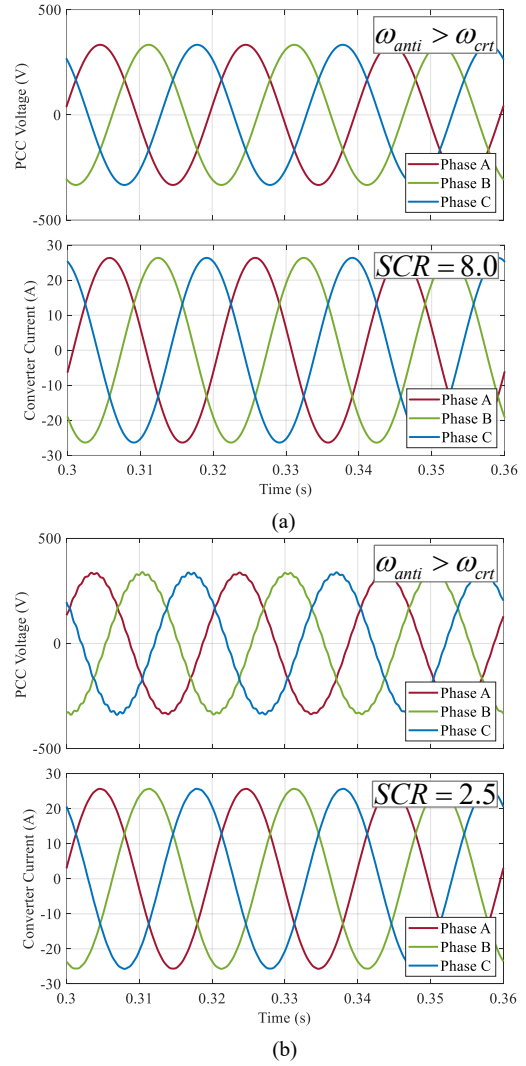 500
0
-500
PCC Voltage (V)
ω_anti > ω_crt
Phase A
Phase B
Phase C
30
20
10
0
-10
-20
-30
Converter Current (A)
SCR = 8.0
Phase A
Phase B
Phase C
0.3 0.31 0.32 0.33 0.34 0.35 0.36
Time (s)
(a)
500
0
-500
PCC Voltage (V)
ω_anti > ω_crt
Phase A
Phase B
Phase C
30
20
10
0
-10
-20
-30
Converter Current (A)
SCR = 2.5
Phase A
Phase B
Phase C
0.3 0.31 0.32 0.33 0.34 0.35 0.36
Time (s)
(b)